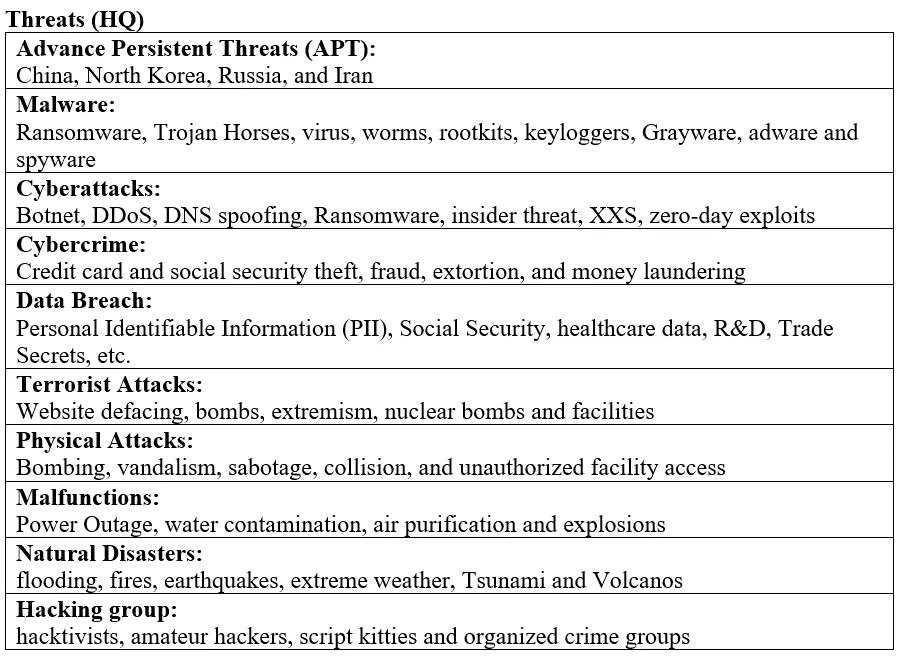 Threats (HQ)
Advance Persistent Threats (APT):
China, North Korea, Russia, and Iran
Malware:
Ransomware, Trojan Horses, virus, worms, rootkits, keyloggers, Grayware, adware and
spyware
Cyberattacks:
Botnet, DDoS, DNS spoofing, Ransomware, insider threat, XXS, zero-day exploits
Cybercrime:
Credit card and social security theft, fraud, extortion, and money laundering
Data Breach:
Personal Identifiable Information (PII), Social Security, healthcare data, R&D, Trade
Secrets, etc.
Terrorist Attacks:
Website defacing, bombs, extremism, nuclear bombs and facilities
Physical Attacks:
Bombing, vandalism, sabotage, collision, and unauthorized facility access
Malfunctions:
Power Outage, water contamination, air purification and explosions
Natural Disasters:
flooding, fires, earthquakes, extreme weather, Tsunami and Volcanos
Hacking group:
hacktivists, amateur hackers, script kitties and organized crime groups